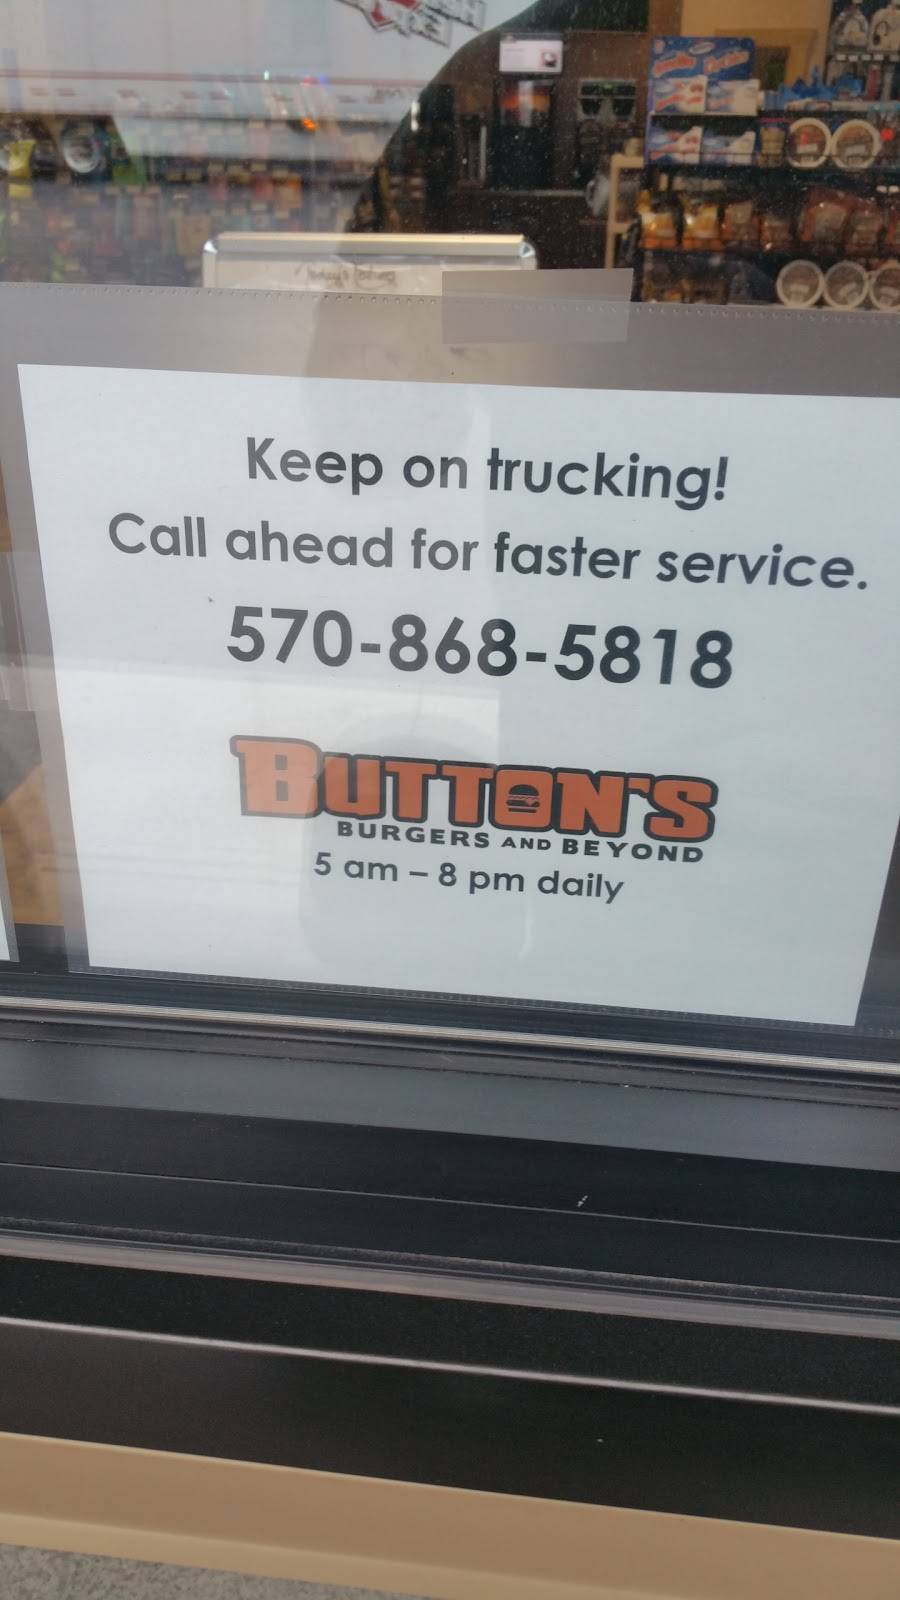 Keep on trucking!
Call ahead for faster service.
570-868-5818
BUTTON'S
BURGERS AND BEYOND
5 am – 8 pm daily